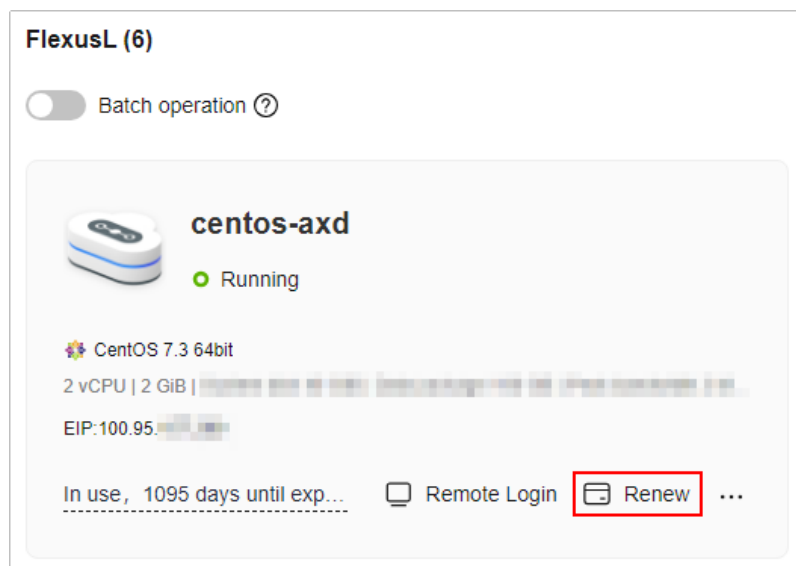 FlexusL (6)
Batch operation ?
centos-axd
Running
CentOS 7.3 64bit
2 vCPU | 2 GiB |
EIP:100.95.
In use，1095 days until exp... Remote Login Renew ...